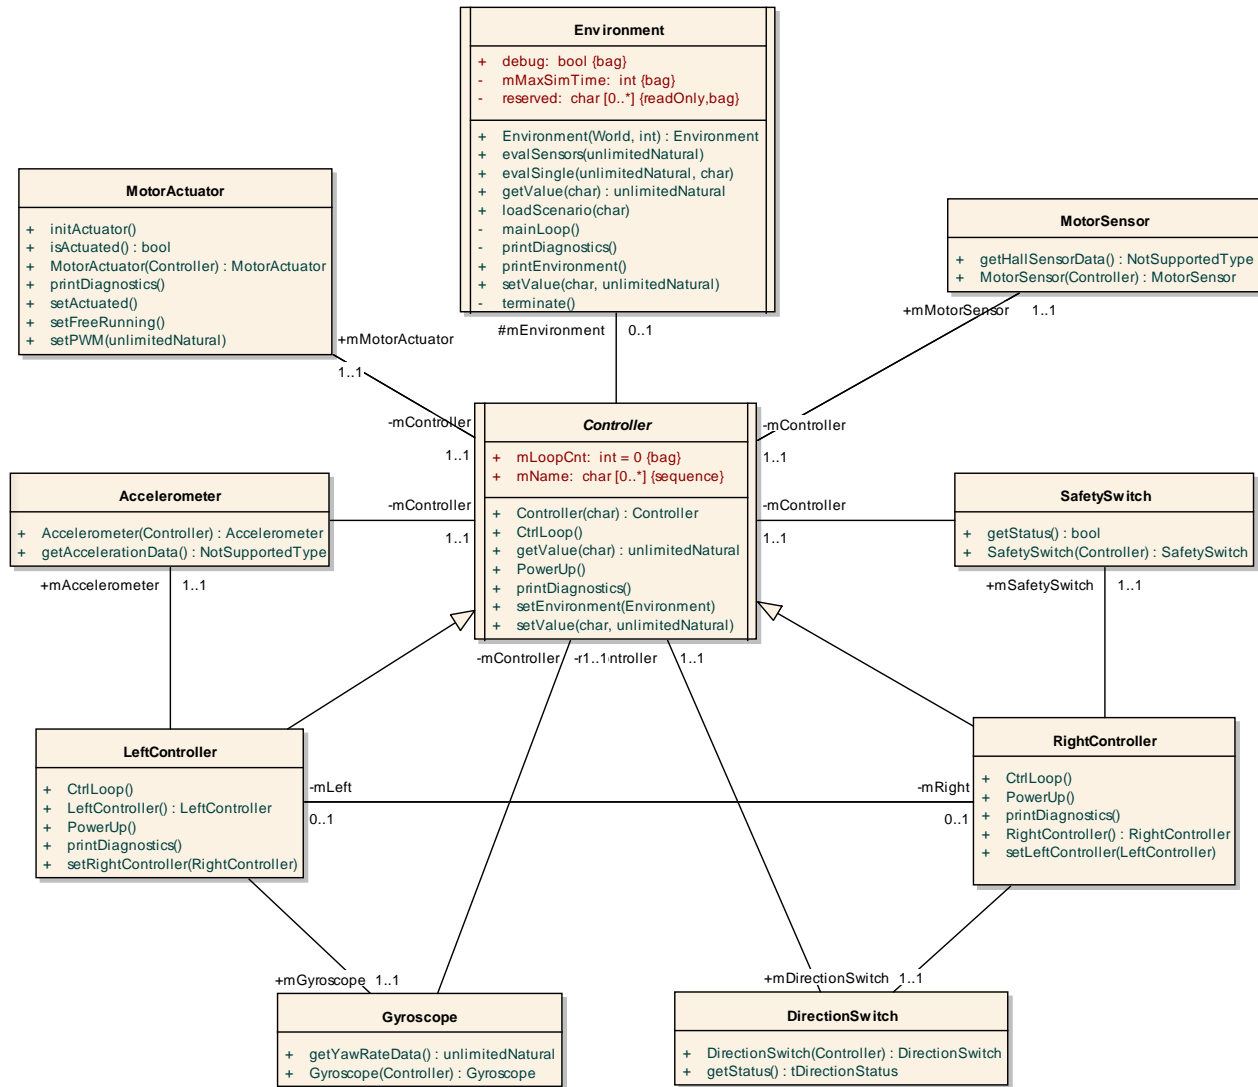 Environment
+ debug: bool {bag}
- mMaxSimTime: int {bag}
- reserved: char [0..*] {readOnly,bag}
+ Environment(World, int) : Environment
+ evalSensors(unlimitedNatural)
+ evalSingle(unlimitedNatural, char)
+ getValue(char) : unlimitedNatural
+ loadScenario(char)
- mainLoop()
- printDiagnostics()
+ printEnvironment()
+ setValue(char, unlimitedNatural)
- terminate()
MotorActuator
+ initActuator()
+ isActuated() : bool
+ MotorActuator(Controller) : MotorActuator
+ printDiagnostics()
+ setActuated()
+ setFreeRunning()
+ setPWM(unlimitedNatural)
MotorSensor
+ getHallSensorData() : NotSupportedType
+ MotorSensor(Controller) : MotorSensor
+mMotorActuator
1..1
#mEnvironment 0..1
+mMotorSensor 1..1
-mController
1..1
-mController
1..1
Controller
+ mLoopCnt: int = 0 {bag}
+ mName: char [0..*] {sequence}
+ Controller(char) : Controller
+ CtrlLoop()
+ getValue(char) : unlimitedNatural
+ PowerUp()
+ printDiagnostics()
+ setEnvironment(Environment)
+ setValue(char, unlimitedNatural)
Accelerometer
+ Accelerometer(Controller) : Accelerometer
+ getAccelerationData() : NotSupportedType
-mController
1..1
-mController
1..1
SafetySwitch
+ getStatus() : bool
+ SafetySwitch(Controller) : SafetySwitch
+mAccelerometer 1..1
+mSafetySwitch 1..1
-mController 1..1 ntroller 1..1
LeftController
+ CtrlLoop()
+ LeftController() : LeftController
+ PowerUp()
+ printDiagnostics()
+ setRightController(RightController)
-mLeft
0..1
-mRight
0..1
RightController
+ CtrlLoop()
+ PowerUp()
+ printDiagnostics()
+ RightController() : RightController
+ setLeftController(LeftController)
+mGyroscope 1..1
+mDirectionSwitch 1..1
Gyroscope
+ getYawRateData() : unlimitedNatural
+ Gyroscope(Controller) : Gyroscope
DirectionSwitch
+ DirectionSwitch(Controller) : DirectionSwitch
+ getStatus() : tDirectionStatus